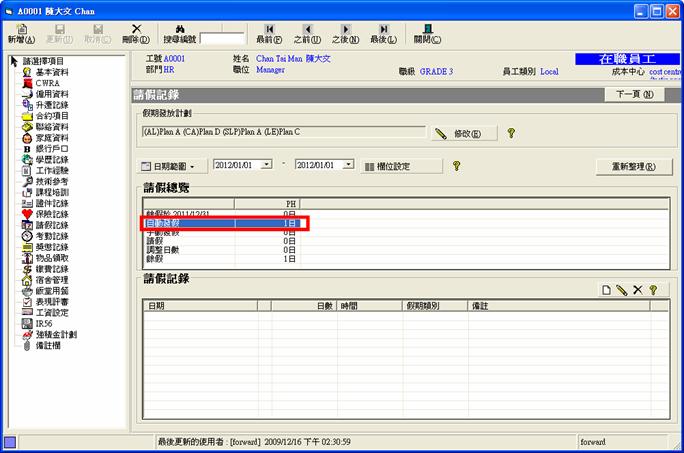 A0001 陳大文 Chan
新增(A) 更新(U) 取消(C) 刪除(D) 搜尋編號 最前(F) 之前(U) 之後(N) 最後(L) 關閉(C)
請選擇項目
基本資料
CWRA
僱用資料
升遷記錄
合約項目
聯絡資料
家庭資料
銀行戶口
學歷記錄
工作經驗
技術參考
課程培訓
證件記錄
保險記錄
請假記錄
考勤記錄
獎懲記錄
物品領取
繳費記錄
宿舍管理
飯堂用餐
表現評審
工資設定
IR56
強積金計劃
備註欄
工號 A0001 姓名 Chan Tai Man 陳大文 在職員工
部門 HR 職位 Manager 職級 GRADE 3 員工類別 Local 成本中心 cost centre
請假記錄 下一頁 (N)
假期發放計劃
(AL)Plan A (CA)Plan D (SLP)Plan A (LE)Plan C 修改(E) ?
日期範圍 2012/01/01 - 2012/01/01 欄位設定 ? 重新整理(R)
請假總覽
PH
餘假於 2011/12/31 0日
自動發假 1日
手動發假 0日
請假 0日
調整日數 0日
餘假 1日
請假記錄
日期 日數 時間 假期類別 備註
最後更新的使用者 : [forward] 2009/12/16 下午 02:30:59 forward